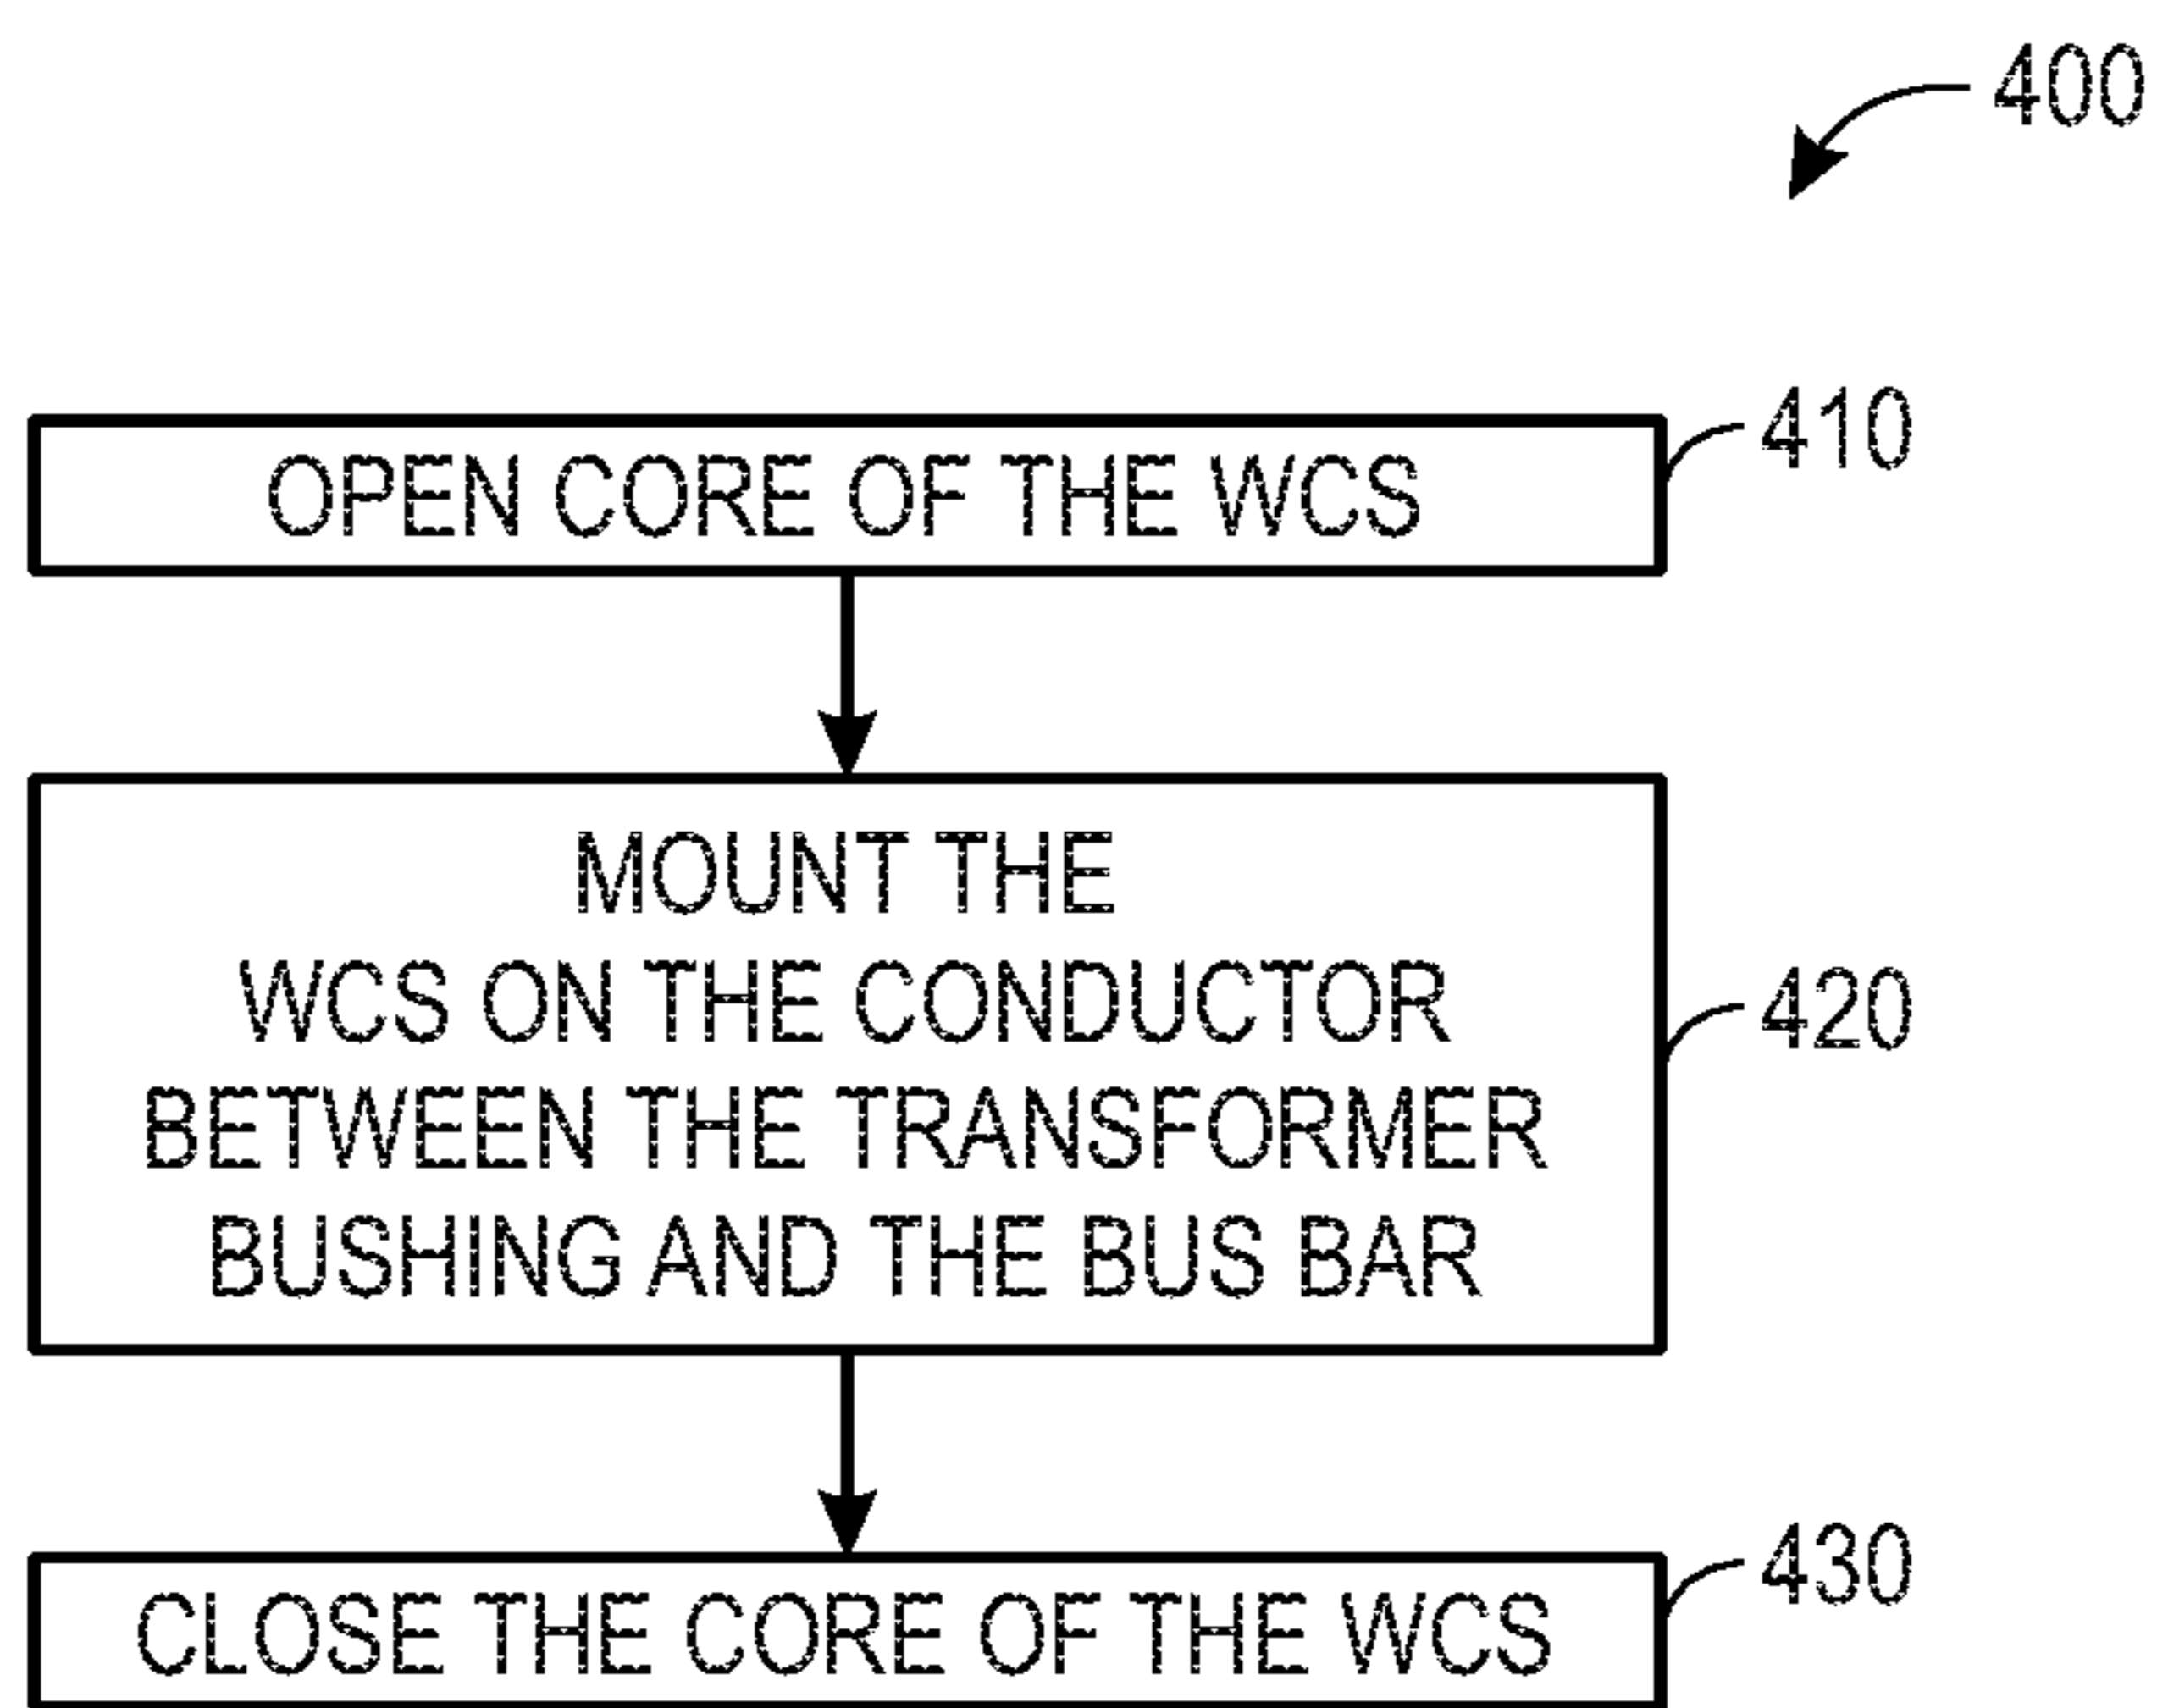 400
410
OPEN CORE OF THE WCS
MOUNT THE
WCS ON THE CONDUCTOR
420
BETWEEN THE TRANSFORMER
BUSHING AND THE BUS BAR
430
CLOSE THE CORE OF THE WCS